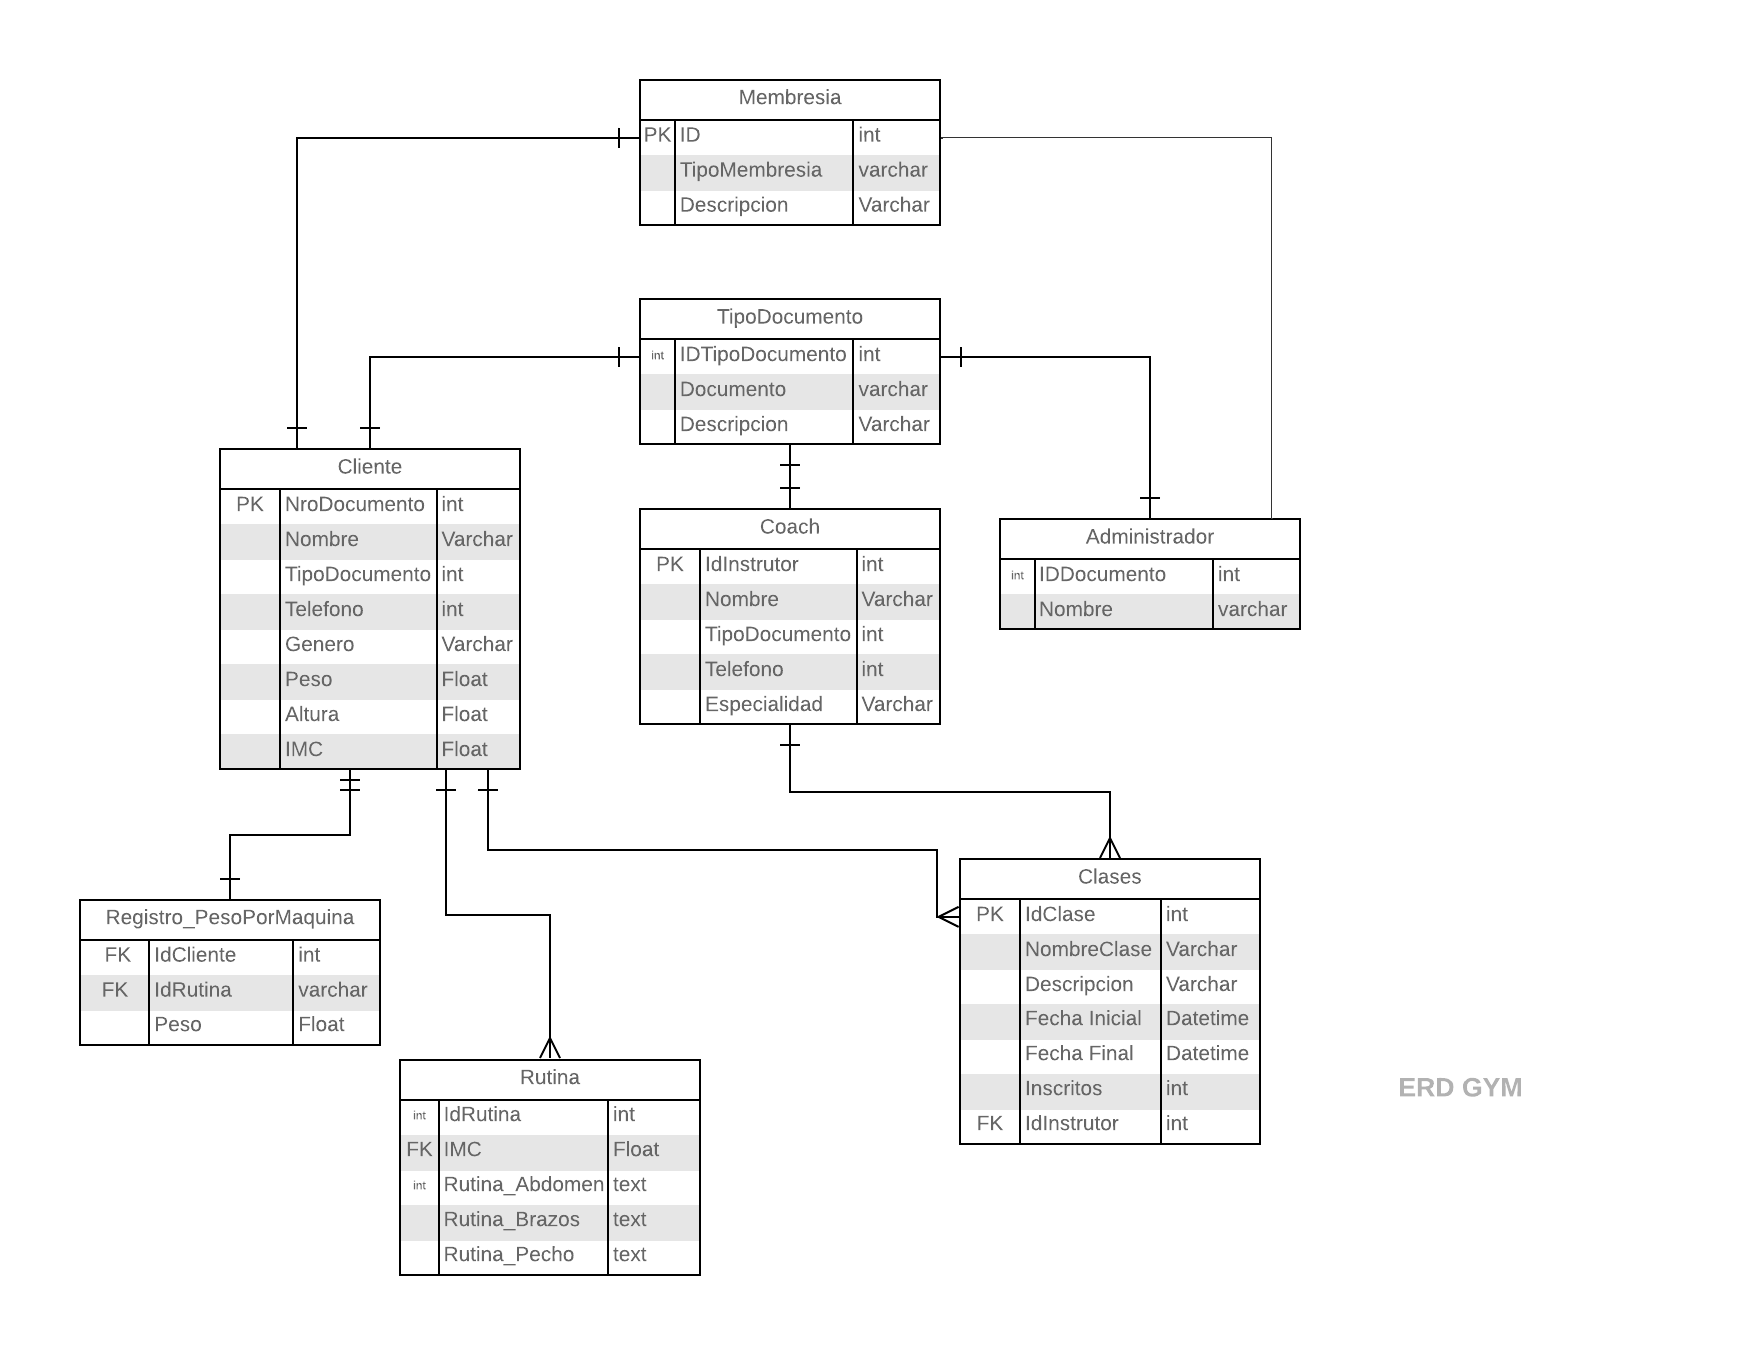 Membresia
PK ID int
TipoMembresia varchar
Descripcion Varchar
TipoDocumento
int IDTipoDocumento int
Documento varchar
Descripcion Varchar
Cliente
PK NroDocumento int
Nombre Varchar
TipoDocumento int
Telefono int
Genero Varchar
Peso Float
Altura Float
IMC Float
Coach
PK IdInstrutor int
Nombre Varchar
TipoDocumento int
Telefono int
Especialidad Varchar
Administrador
int IDDocumento int
Nombre varchar
Registro_PesoPorMaquina
FK IdCliente int
FK IdRutina varchar
Peso Float
Clases
PK IdClase int
NombreClase Varchar
Descripcion Varchar
Fecha Inicial Datetime
Fecha Final Datetime
Inscritos int
FK IdInstrutor int
Rutina
int IdRutina int
FK IMC Float
int Rutina_Abdomen text
Rutina_Brazos text
Rutina_Pecho text
ERD GYM